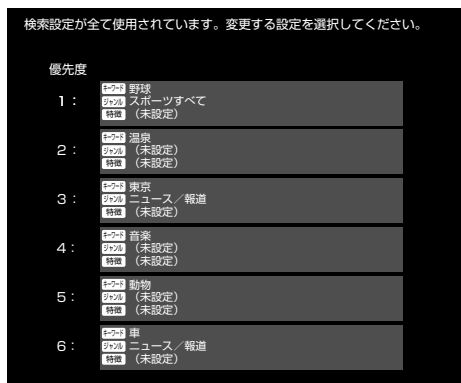 検索設定が全て使用されています。変更する設定を選択してください。
優先度
1： キーワード 野球
ジャンル スポーツすべて
特徴 （未設定）
2： キーワード 温泉
ジャンル （未設定）
特徴 （未設定）
3： キーワード 東京
ジャンル ニュース／報道
特徴 （未設定）
4： キーワード 音楽
ジャンル （未設定）
特徴 （未設定）
5： キーワード 動物
ジャンル （未設定）
特徴 （未設定）
6： キーワード 車
ジャンル ニュース／報道
特徴 （未設定）